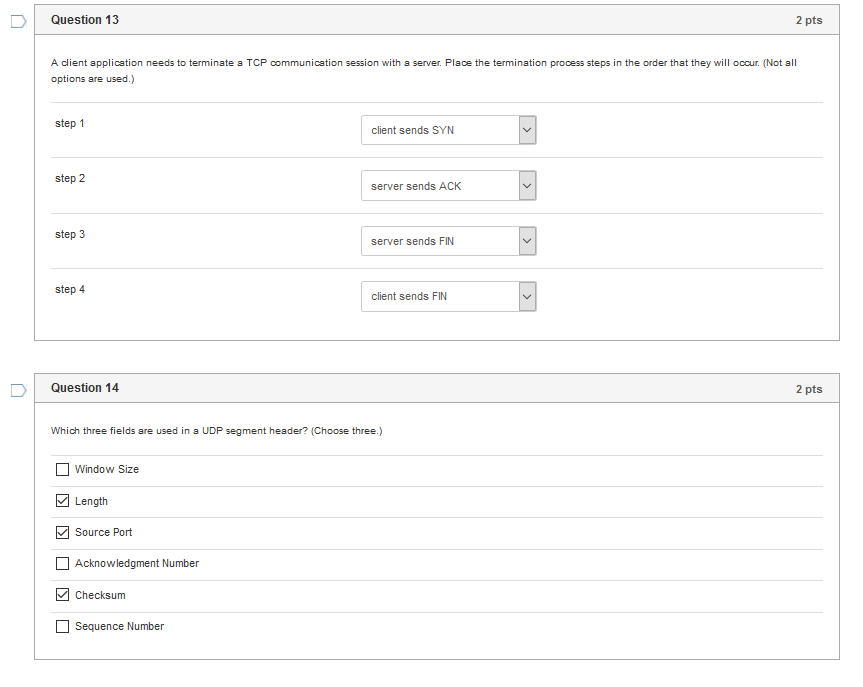 Question 13
2 pts
A client application needs to terminate a TCP communication session with a server. Place the termination process steps in the order that they will occur. (Not all
options are used.)
step 1
client sends SYN
step 2
server sends ACK
step 3
server sends FIN
step 4
client sends FIN
Question 14
2 pts
Which three fields are used in a UDP segment header? (Choose three.)
Window Size
Length
Source Port
Acknowledgment Number
Checksum
Sequence Number